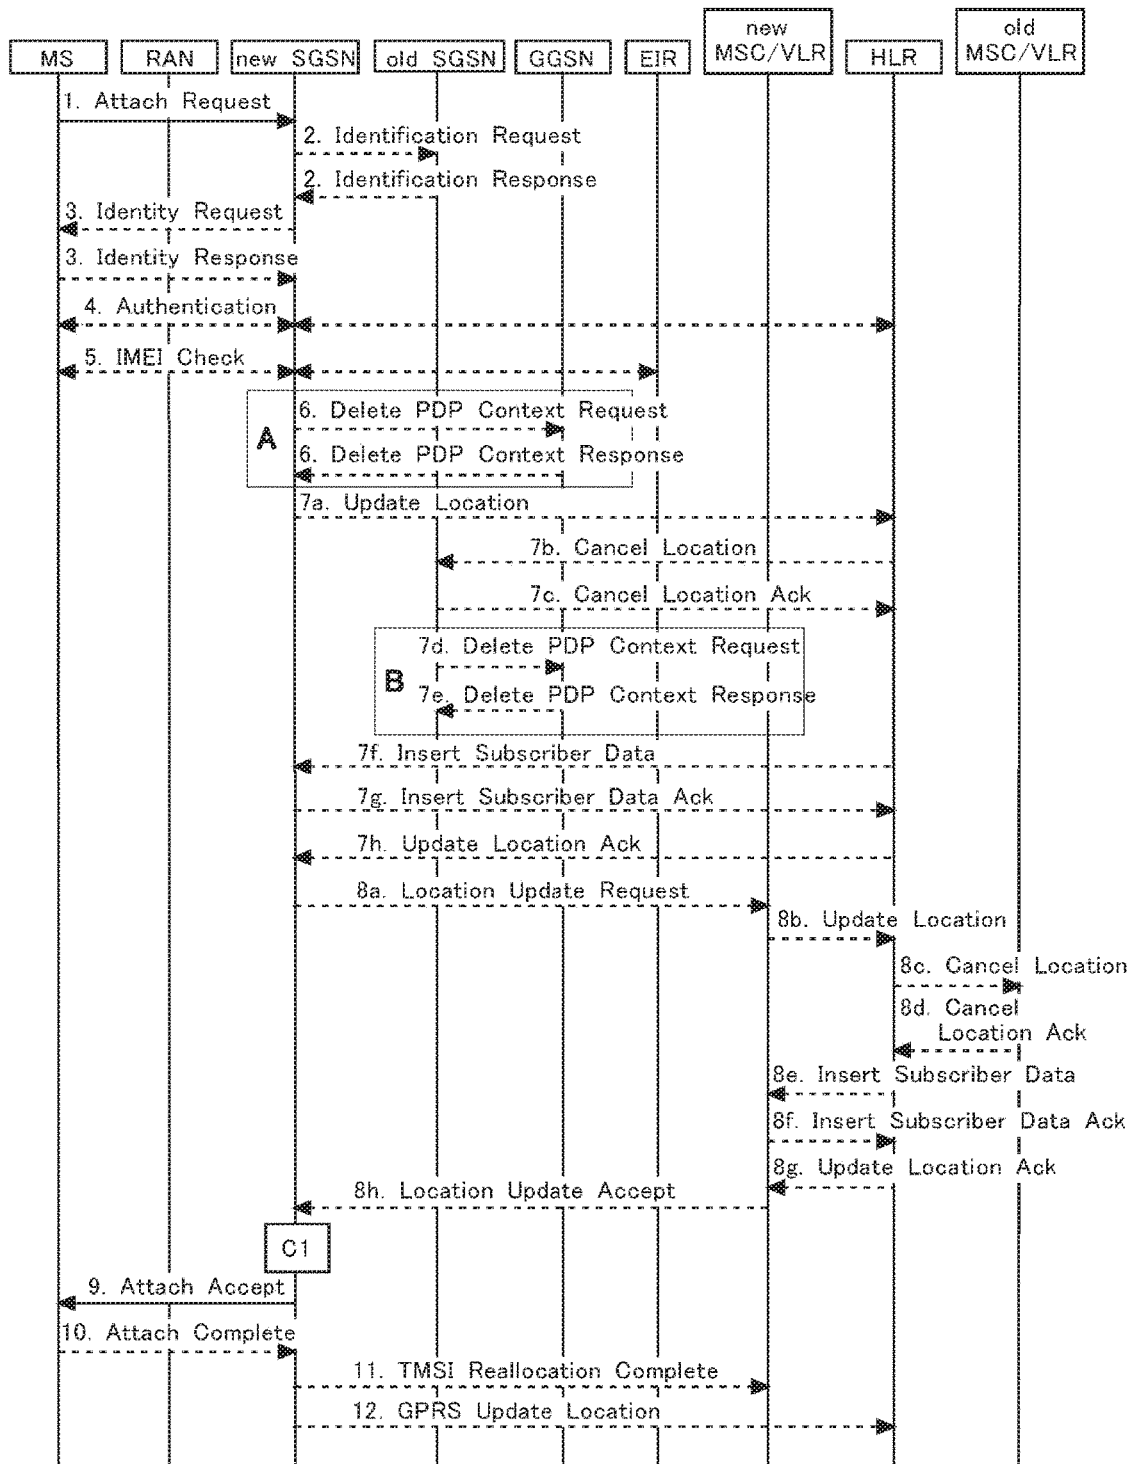 MS
RAN
new SGSN
old SGSN
GGSN
EIR
new
MSC/VLR
HLR
old
MSC/VLR
1. Attach Request
2. Identification Request
2. Identification Response
3. Identity Request
3. Identity Response
4. Authentication
5. IMEI Check
A
6. Delete PDP Context Request
6. Delete PDP Context Response
7a. Update Location
7b. Cancel Location
7c. Cancel Location Ack
B
7d. Delete PDP Context Request
7e. Delete PDP Context Response
7f. Insert Subscriber Data
7g. Insert Subscriber Data Ack
7h. Update Location Ack
8a. Location Update Request
8b. Update Location
8c. Cancel Location
8d. Cancel
Location Ack
8e. Insert Subscriber Data
8f. Insert Subscriber Data Ack
8g. Update Location Ack
8h. Location Update Accept
C1
9. Attach Accept
10. Attach Complete
11. TMSI Reallocation Complete
12. GPRS Update Location